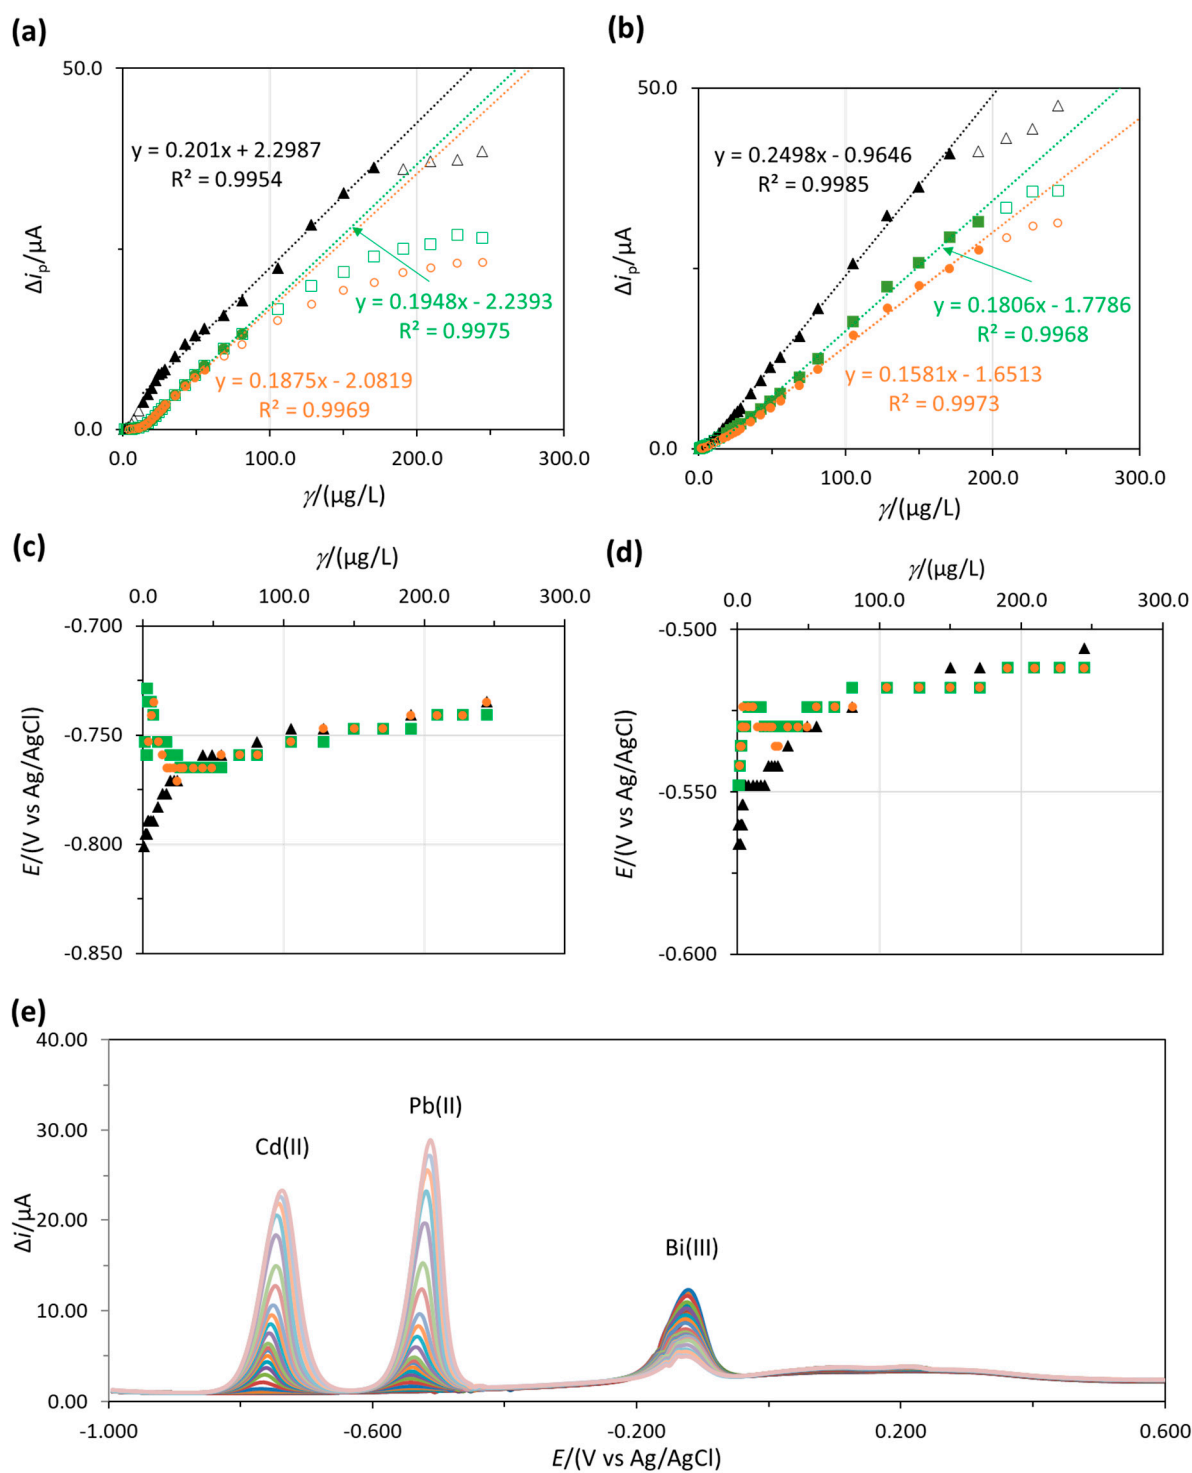 (a)
50.0
y = 0.201x + 2.2987
R² = 0.9954
Δip/µA
y = 0.1948x - 2.2393
R² = 0.9975
y = 0.1875x - 2.0819
R² = 0.9969
0.0
0.0 100.0 200.0 300.0
γ/(µg/L)
(b)
50.0
y = 0.2498x - 0.9646
R² = 0.9985
Δip/µA
y = 0.1806x - 1.7786
R² = 0.9968
y = 0.1581x - 1.6513
R² = 0.9973
0.0
0.0 100.0 200.0 300.0
γ/(µg/L)
(c)
γ/(µg/L)
0.0 100.0 200.0 300.0
-0.700
-0.750
-0.800
-0.850
E/(V vs Ag/AgCl)
(d)
γ/(µg/L)
0.0 100.0 200.0 300.0
-0.500
-0.550
-0.600
E/(V vs Ag/AgCl)
(e)
40.00
30.00
20.00
10.00
0.00
Δi/µA
Cd(II)
Pb(II)
Bi(III)
-1.000 -0.600 -0.200 0.200 0.600
E/(V vs Ag/AgCl)